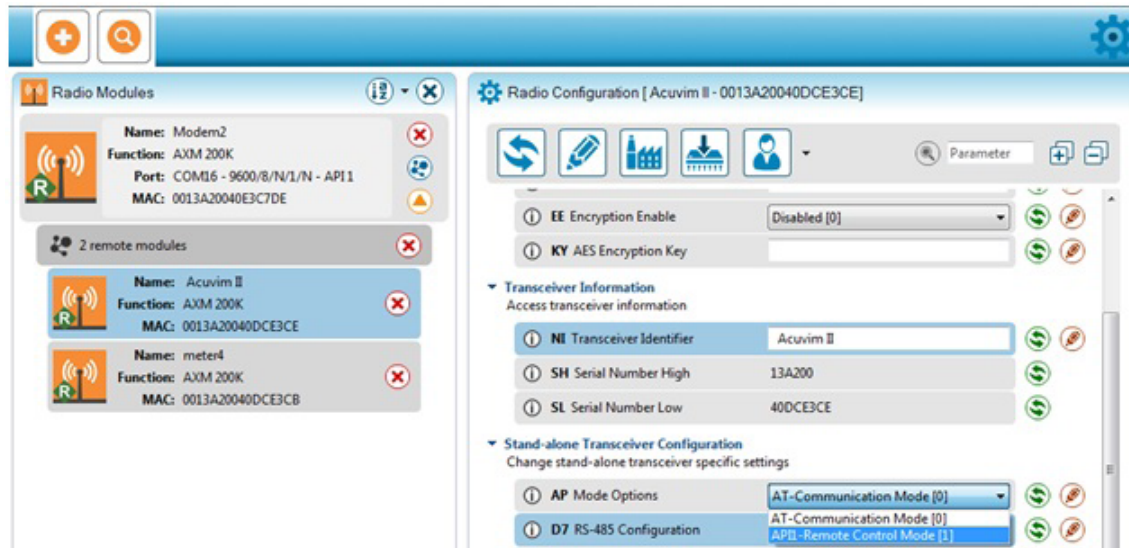 Radio Modules
Name: Modem2
Function: AXM 200K
Port: COM16 - 9600/8/N/1/N - API 1
MAC: 0013A20040E3C7DE
2 remote modules
Name: Acuvim II
Function: AXM 200K
MAC: 0013A20040DCE3CE
Name: meter4
Function: AXM 200K
MAC: 0013A20040DCE3CB
Radio Configuration [ Acuvim II - 0013A20040DCE3CE]
Parameter
EE Encryption Enable Disabled [0]
KY AES Encryption Key
Transceiver Information
Access transceiver information
NI Transceiver Identifier Acuvim II
SH Serial Number High 13A200
SL Serial Number Low 40DCE3CE
Stand-alone Transceiver Configuration
Change stand-alone transceiver specific settings
AP Mode Options AT-Communication Mode [0]
AT-Communication Mode [0]
D7 RS-485 Configuration API1-Remote Control Mode [1]